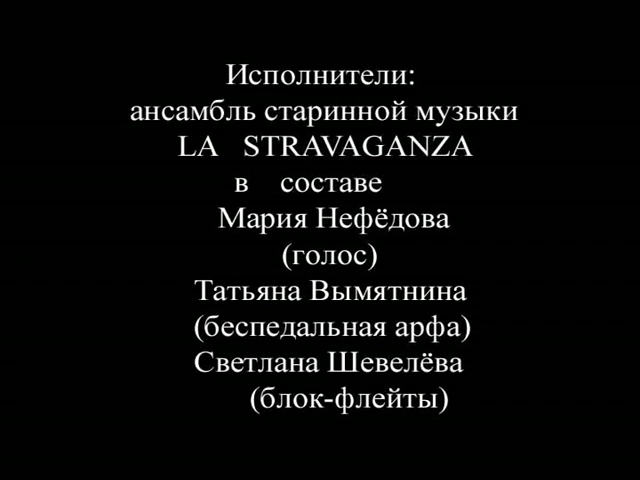 Исполнители:
ансамбль старинной музыки
LA STRAVAGANZA
в составе
Мария Нефёдова
(голос)
Татьяна Вымятнина
(беспедальная арфа)
Светлана Шевелёва
(блок-флейты)